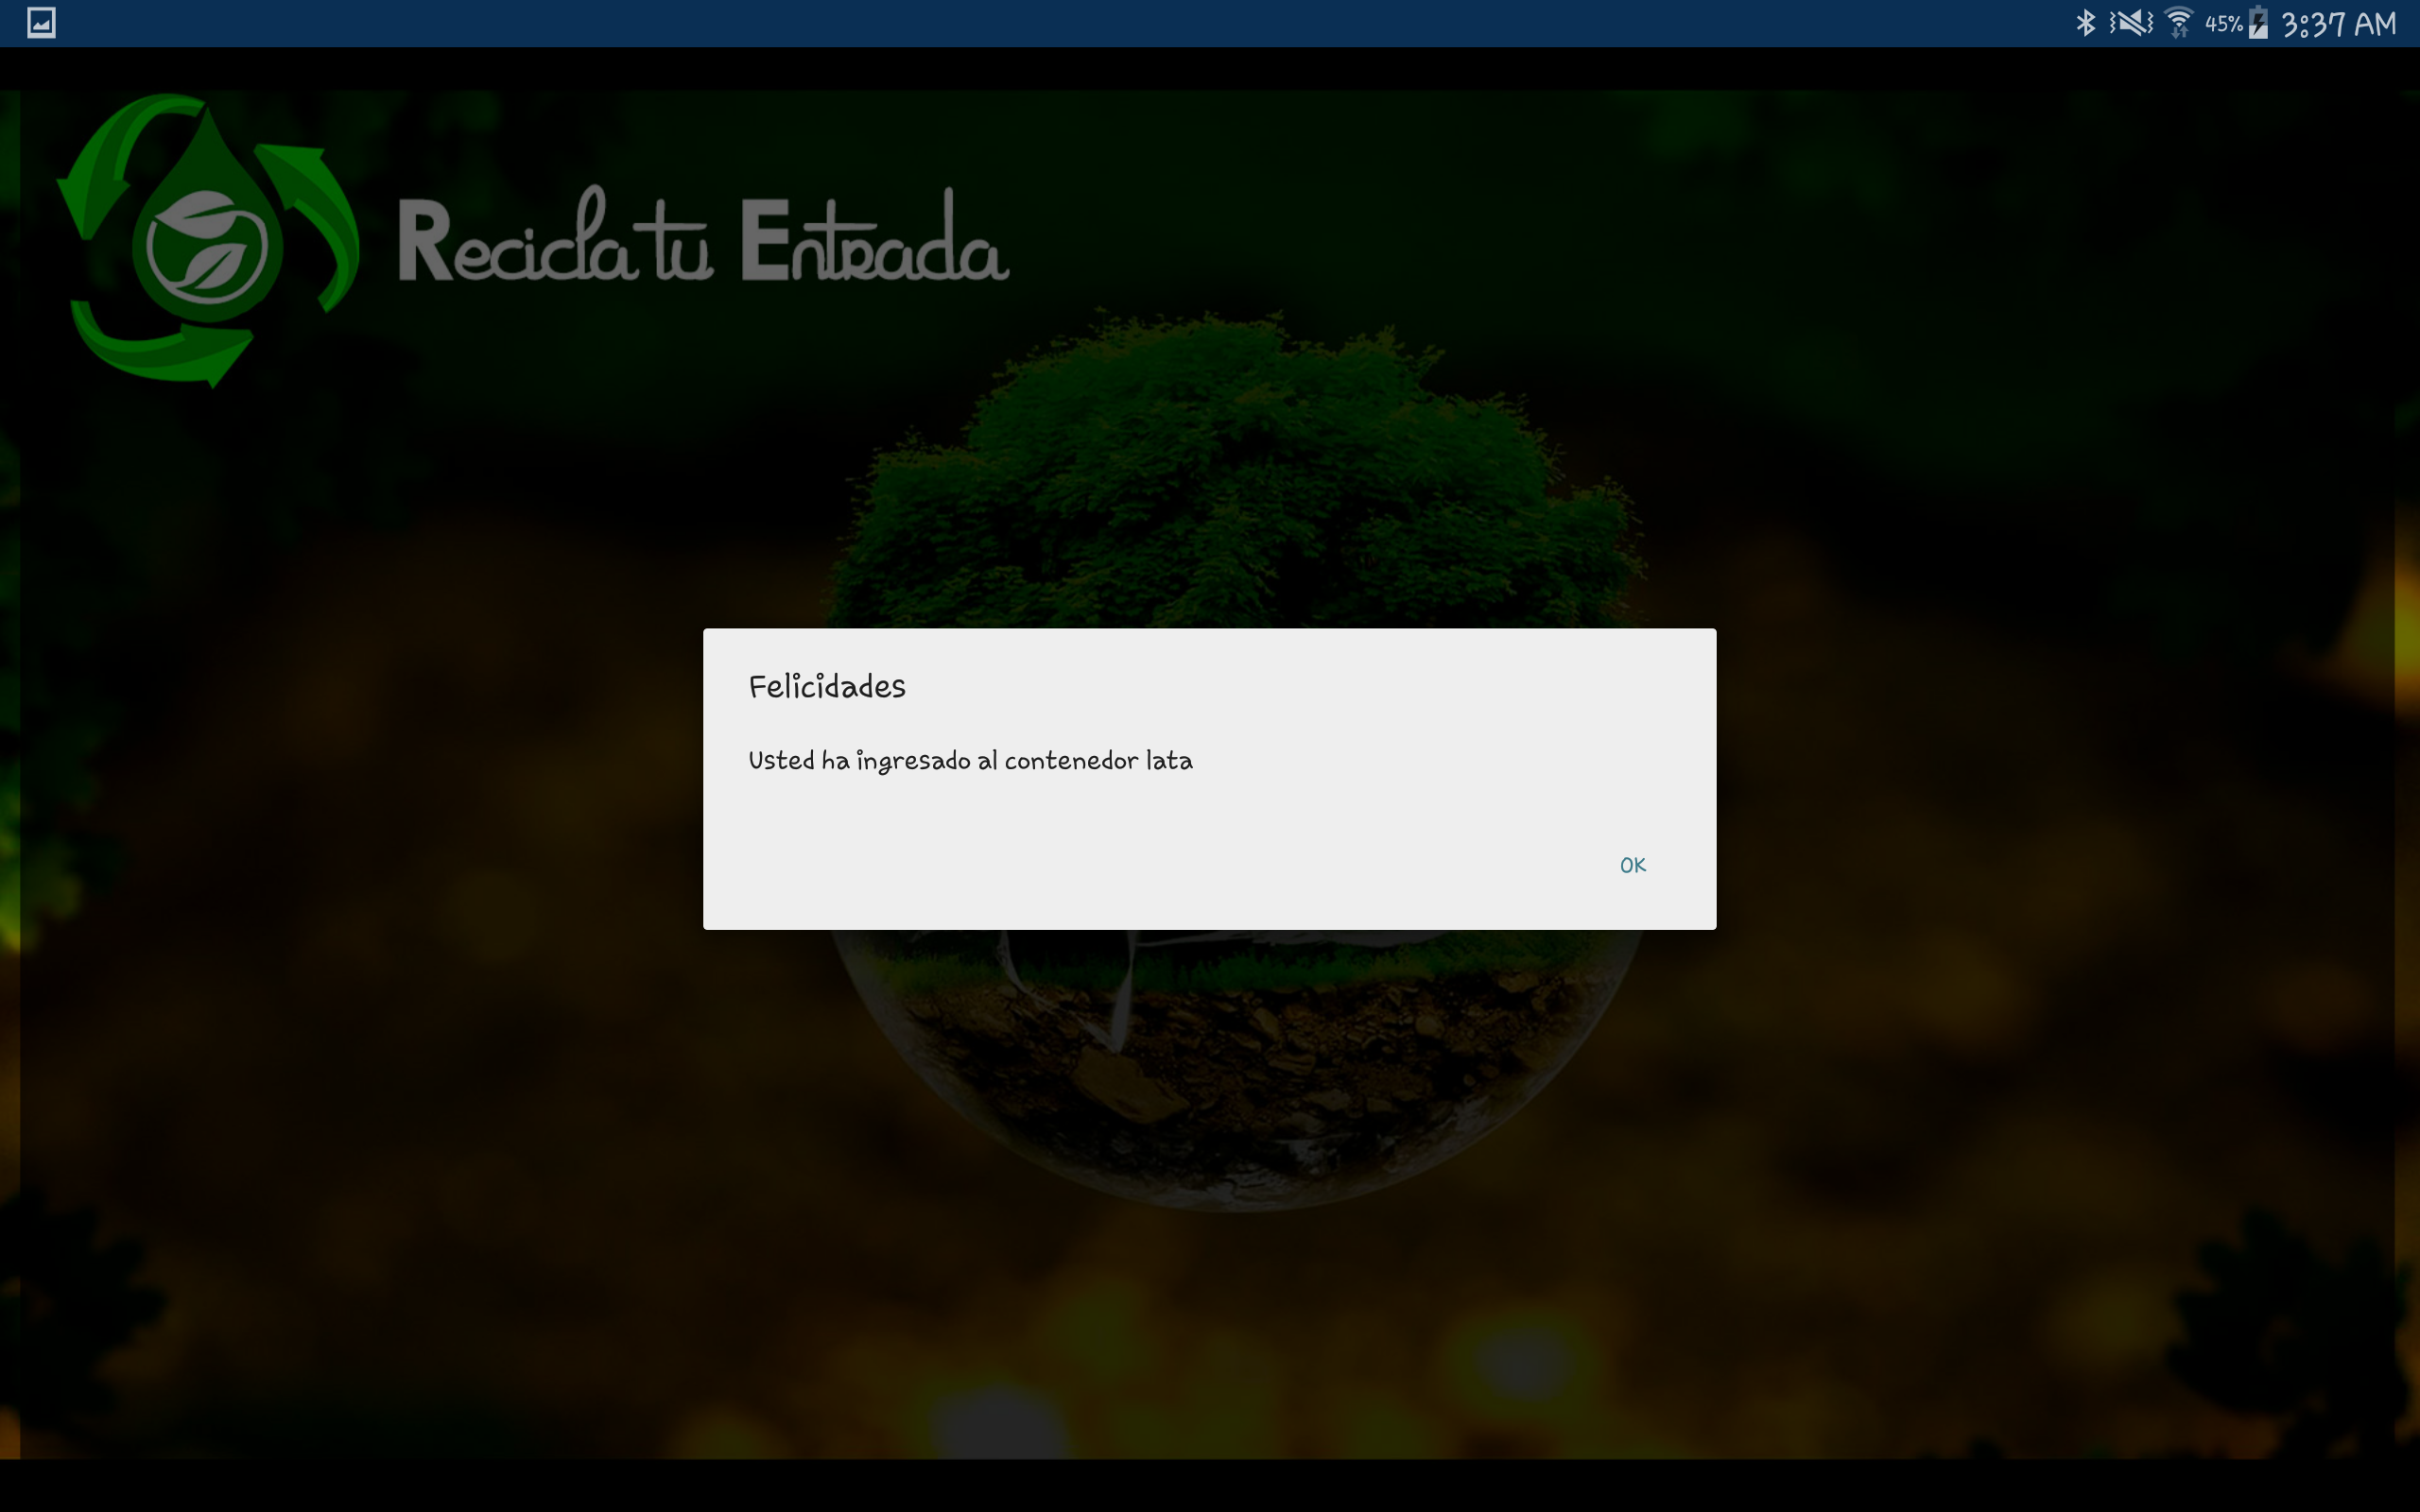 45% 3:37 AM
Recicla tu Entrada
Felicidades
Usted ha ingresado al contenedor lata
OK